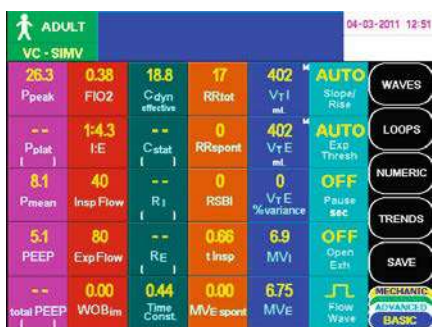 ADULT
04-03-2011 12:51
VC - SIMV
26.3 0.38 18.8 17 402 M AUTO
Ppeak FIO2 Cdyn effective RRtot VTI mL Slope/ Rise
WAVES
-- 1:4.3 -- 0 402 M AUTO
Pplat [ ] I:E Cstat [ ] RRspont VTE mL Exp Thresh
LOOPS
8.1 40 -- 0 0 OFF
Pmean Insp Flow RI [ ] RSBI VTE %variance Pause sec
NUMERIC
5.1 80 -- 0.66 6.9 OFF
PEEP Exp Flow RE [ ] t Insp MVI Open Exh
TRENDS
SAVE
-- 0.00 0.44 0.00 6.75
total PEEP WOBim Time Const. MVE spont MVE Flow Wave
MECHANIC
ADVANCED
BASIC